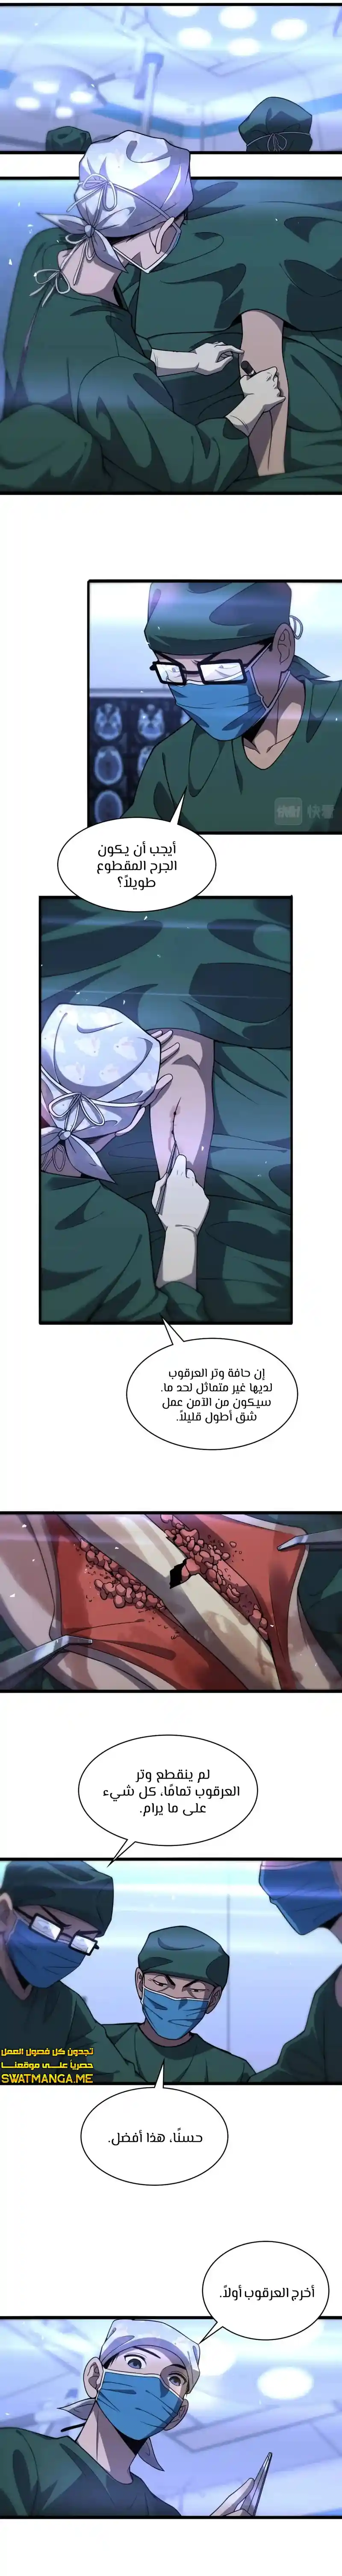 快看
أيجب أن يكون
الجرح المقطوع
طويلاً؟
إن حافة وتر العرقوب
لديها غير متماثل لحد ما.
سيكون من الآمن عمل
شق أطول قليلاً.
لم ينقطع وتر
العرقوب تمامًا، كل شيء
على ما يرام.
تجدون كل فصول العمل
حصرياً على موقعنا
SWATMANGA.ME
حسنًا، هذا أفضل.
أخرج العرقوب أولاً.